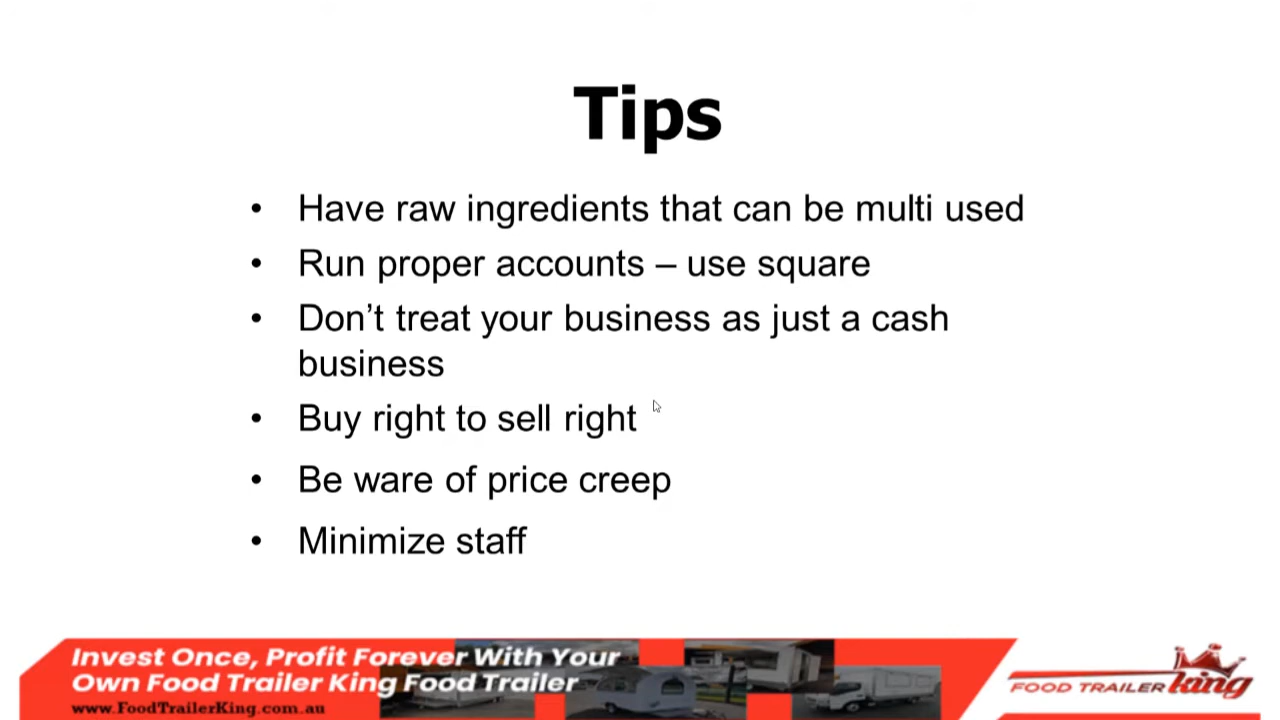 Tips
• Have raw ingredients that can be multi used
• Run proper accounts – use square
• Don’t treat your business as just a cash
business
• Buy right to sell right
• Be ware of price creep
• Minimize staff
Invest Once, Profit Forever With Your
Own Food Trailer King Food Trailer
www.FoodTrailerKing.com.au
FOOD TRAILER king